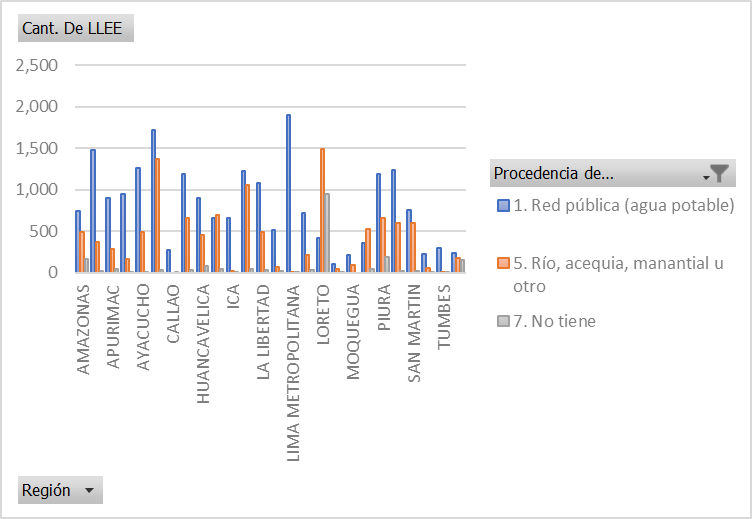 Cant. De LLEE
2,500
2,000
1,500
1,000
500
0
AMAZONAS
APURIMAC
AYACUCHO
CALLAO
HUANCAVELICA
ICA
LA LIBERTAD
LIMA METROPOLITANA
LORETO
MOQUEGUA
PIURA
SAN MARTIN
TUMBES
Procedencia de...
1. Red pública (agua potable)
5. Río, acequia, manantial u
otro
7. No tiene
Región